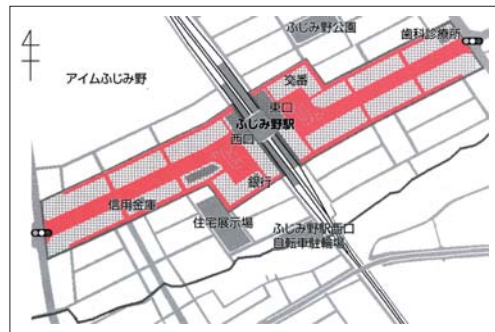 ふじみ野公園
歯科診療所
アイムふじみ野
交番
東口
ふじみ野駅
西口
銀行
信用金庫
住宅展示場
ふじみ野駅西口
自転車駐輪場